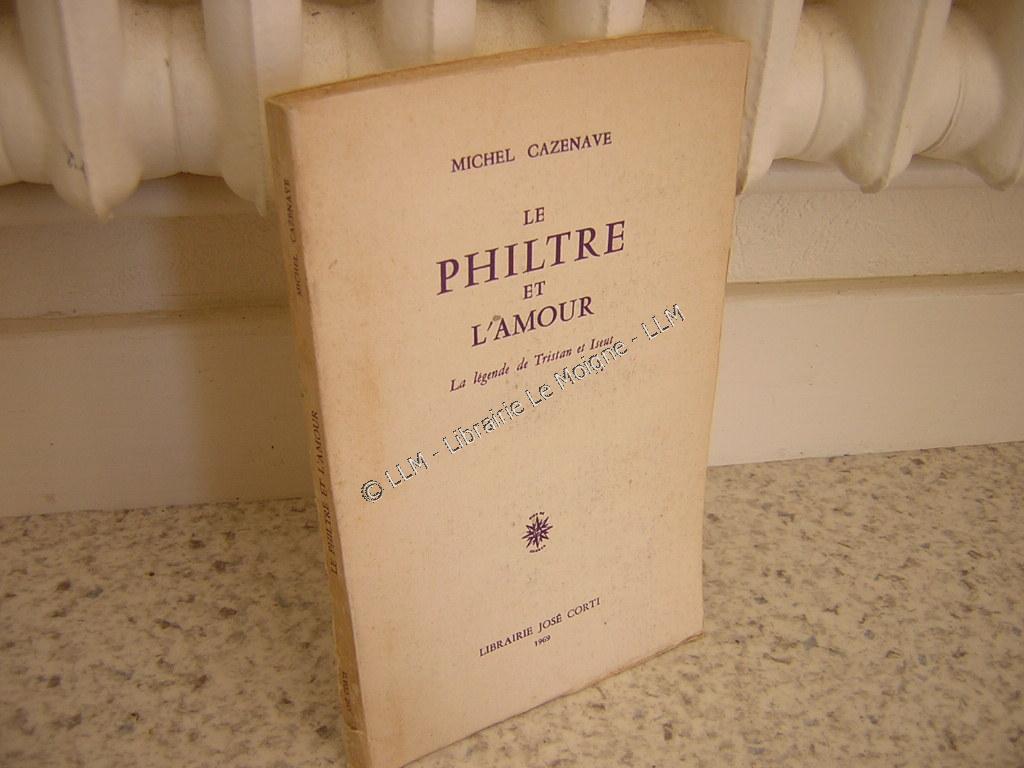 MICHEL CAZENAVE
LE
PHILTRE
ET
L'AMOUR
La légende de Tristan et Iseut
© LLM - Librairie Le Moigne - LLM
LIBRAIRIE JOSÉ CORTI
1969
MICHEL CAZENAVE
LE PHILTRE ET L'AMOUR